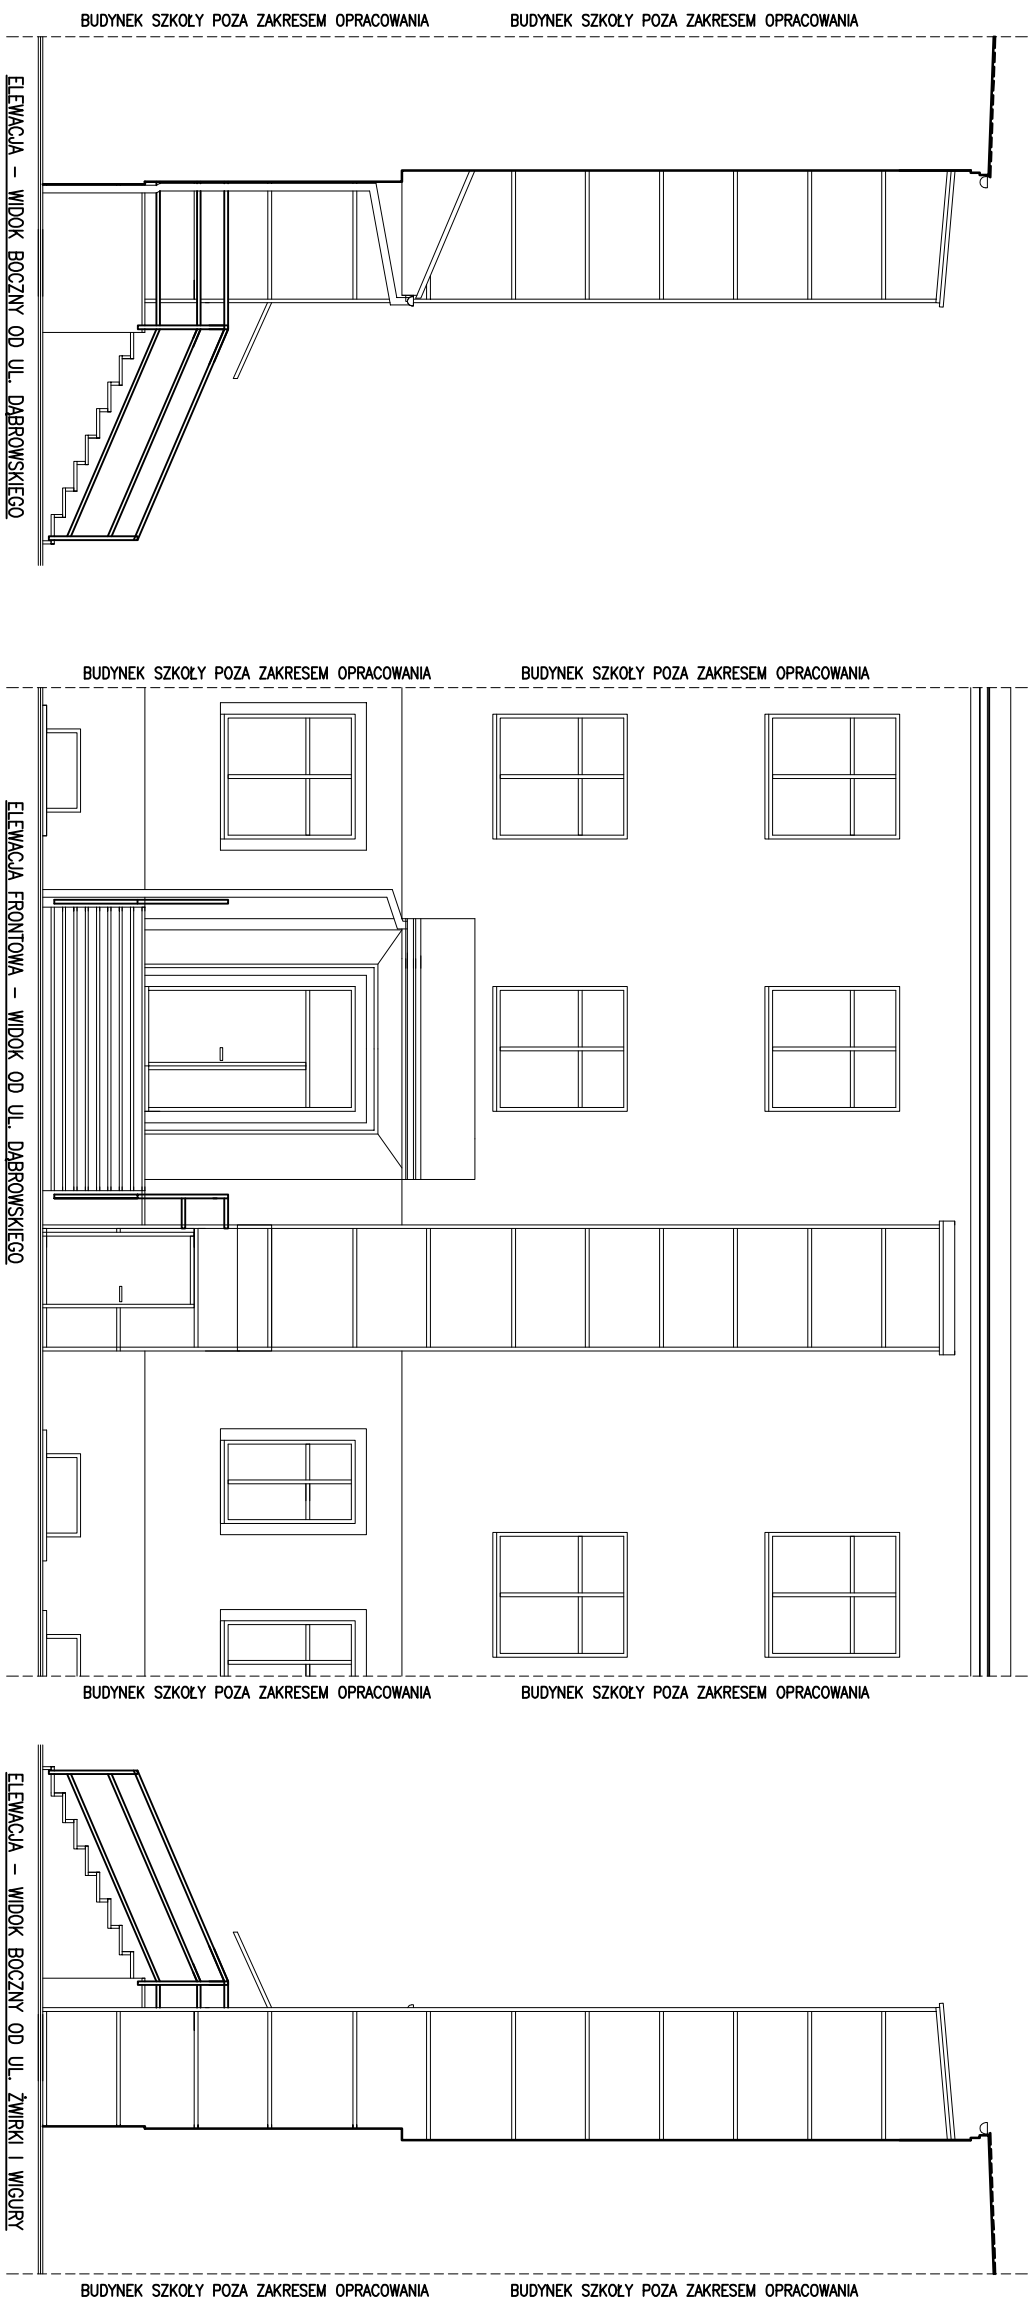 BUDYNEK SZKOŁY POZA ZAKRESEM OPRACOWANIA
BUDYNEK SZKOŁY POZA ZAKRESEM OPRACOWANIA
ELEWACJA – WIDOK BOCZNY OD UL. DĄBROWSKIEGO
BUDYNEK SZKOŁY POZA ZAKRESEM OPRACOWANIA
BUDYNEK SZKOŁY POZA ZAKRESEM OPRACOWANIA
ELEWACJA FRONTOWA – WIDOK OD UL. DĄBROWSKIEGO
BUDYNEK SZKOŁY POZA ZAKRESEM OPRACOWANIA
BUDYNEK SZKOŁY POZA ZAKRESEM OPRACOWANIA
ELEWACJA – WIDOK BOCZNY OD UL. ŻWIRKI I WIGURY
BUDYNEK SZKOŁY POZA ZAKRESEM OPRACOWANIA
BUDYNEK SZKOŁY POZA ZAKRESEM OPRACOWANIA